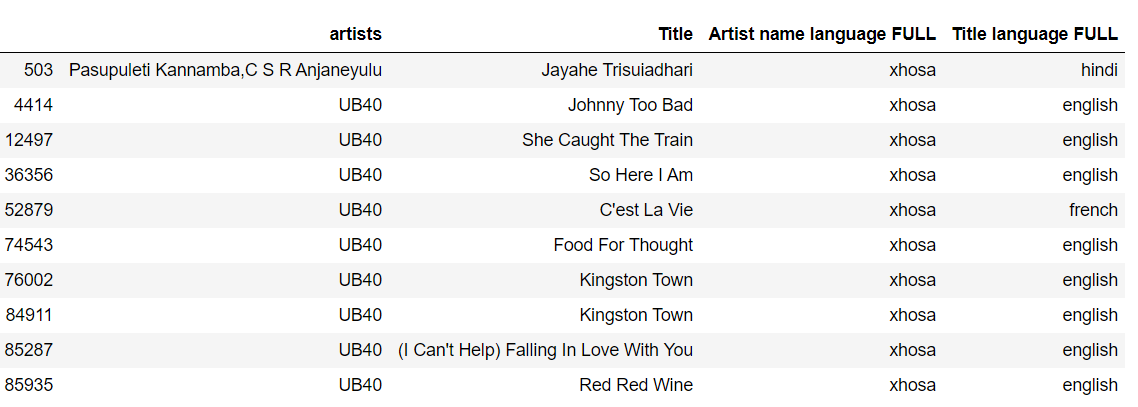 artists Title Artist name language FULL Title language FULL
503 Pasupuleti Kannamba,C S R Anjaneyulu Jayahe Trisuiadhari xhosa hindi
4414 UB40 Johnny Too Bad xhosa english
12497 UB40 She Caught The Train xhosa english
36356 UB40 So Here I Am xhosa english
52879 UB40 C'est La Vie xhosa french
74543 UB40 Food For Thought xhosa english
76002 UB40 Kingston Town xhosa english
84911 UB40 Kingston Town xhosa english
85287 UB40 (I Can't Help) Falling In Love With You xhosa english
85935 UB40 Red Red Wine xhosa english